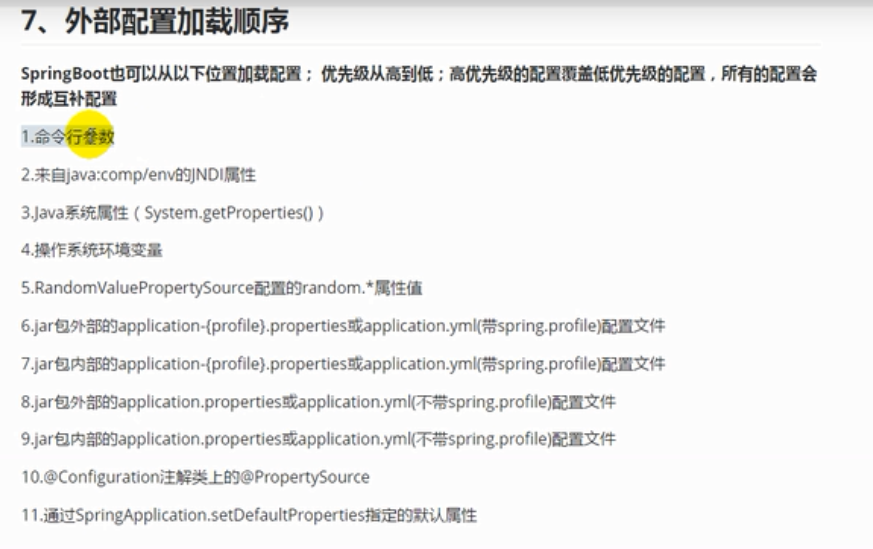 7、外部配置加载顺序
SpringBoot也可以从以下位置加载配置； 优先级从高到低；高优先级的配置覆盖低优先级的配置，所有的配置会
形成互补配置
1.命令行参数
2.来自java:comp/env的JNDI属性
3.Java系统属性（System.getProperties()）
4.操作系统环境变量
5.RandomValuePropertySource配置的random.*属性值
6.jar包外部的application-{profile}.properties或application.yml(带spring.profile)配置文件
7.jar包内部的application-{profile}.properties或application.yml(带spring.profile)配置文件
8.jar包外部的application.properties或application.yml(不带spring.profile)配置文件
9.jar包内部的application.properties或application.yml(不带spring.profile)配置文件
10.@Configuration注解类上的@PropertySource
11.通过SpringApplication.setDefaultProperties指定的默认属性